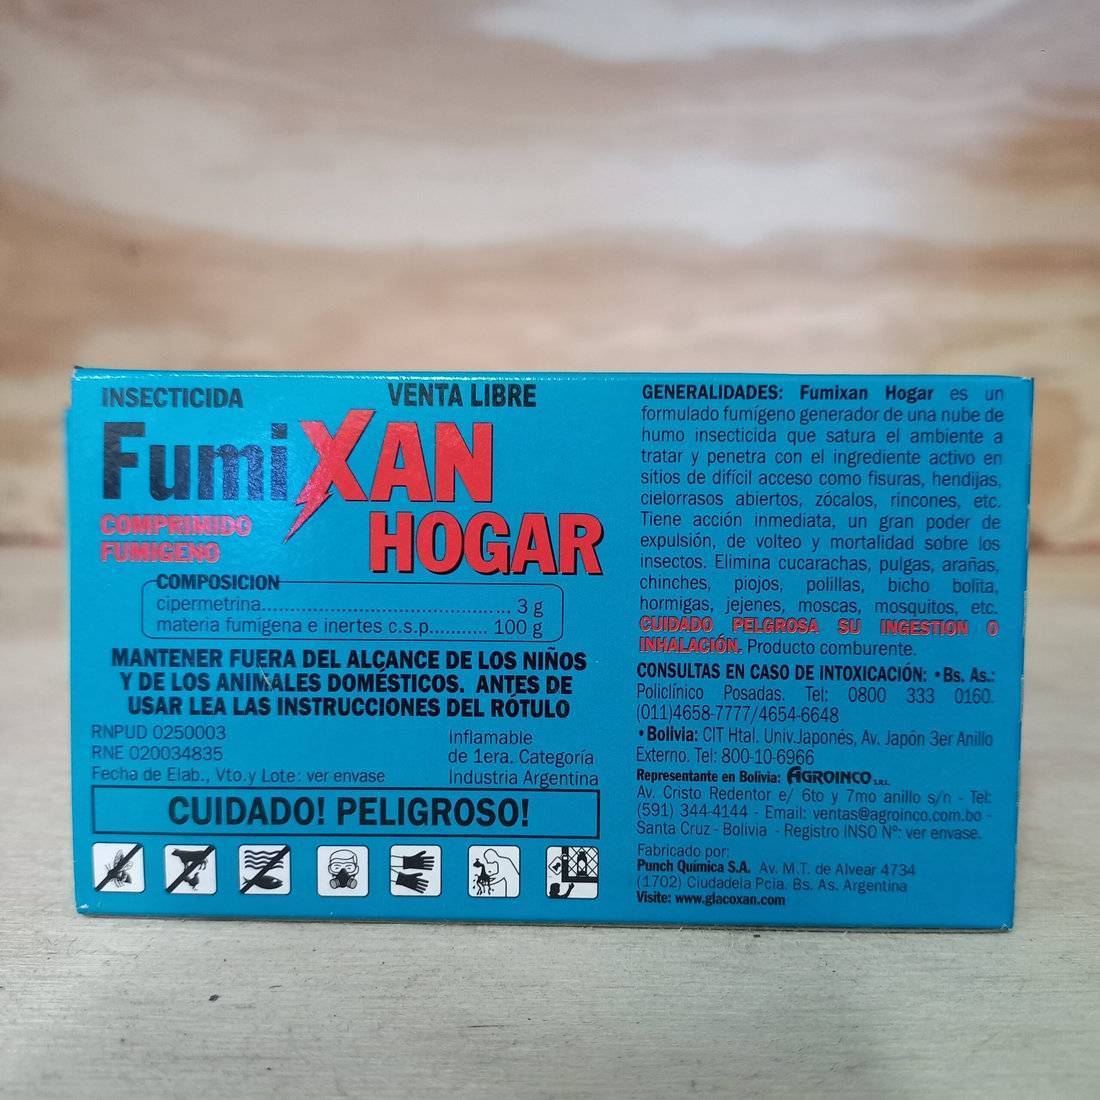 INSECTICIDA
VENTA LIBRE
FumiXAN
COMPRIMIDO
FUMIGENO
HOGAR
COMPOSICION
cipermetrina........................................ 3 g
materia fumígena e inertes c.s.p........... 100 g
MANTENER FUERA DEL ALCANCE DE LOS NIÑOS
Y DE LOS ANIMALES DOMÉSTICOS. ANTES DE
USAR LEA LAS INSTRUCCIONES DEL RÓTULO
RNPUD 0250003
RNE 020034835
Fecha de Elab., Vto.y Lote: ver envase
Inflamable
de 1era. Categoría
Industria Argentina
CUIDADO! PELIGROSO!
GENERALIDADES: Fumixan Hogar es un
formulado fumígeno generador de una nube de
humo insecticida que satura el ambiente a
tratar y penetra con el ingrediente activo en
sitios de difícil acceso como fisuras, hendijas,
cielorrasos abiertos, zócalos, rincones, etc.
Tiene acción inmediata, un gran poder de
expulsión, de volteo y mortalidad sobre los
insectos. Elimina cucarachas, pulgas, arañas,
chinches, piojos, polillas, bicho bolita,
hormigas, jejenes, moscas, mosquitos, etc.
CUIDADO PELGROSA SU INGESTION O
INHALACIÓN. Producto comburente.
CONSULTAS EN CASO DE INTOXICACIÓN: •Bs. As.:
Policlínico Posadas. Tel: 0800 333 0160.
(011)4658-7777/4654-6648
•Bolivia: CIT Htal. Univ.Japonés, Av. Japón 3er Anillo
Externo. Tel: 800-10-6966
Representante en Bolivia: AGROINCO S.R.L.
Av. Cristo Redentor e/ 6to y 7mo anillo s/n - Tel:
(591) 344-4144 - Email: ventas@agroinco.com.bo -
Santa Cruz - Bolivia - Registro INSO Nº: ver envase.
Fabricado por:
Punch Química S.A. Av. M.T. de Alvear 4734
(1702) Ciudadela Pcia. Bs. As. Argentina
Visite: www.glacoxan.com